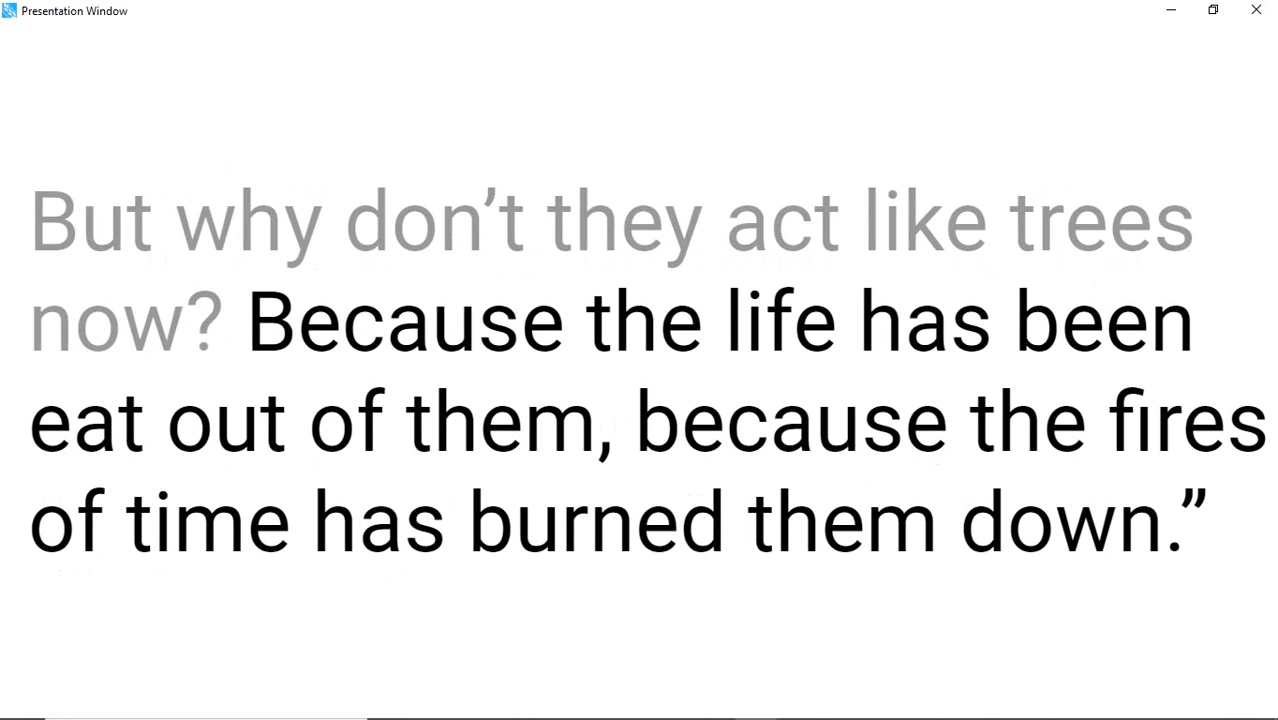 Presentation Window
But why don’t they act like trees
now? Because the life has been
eat out of them, because the fires
of time has burned them down.”